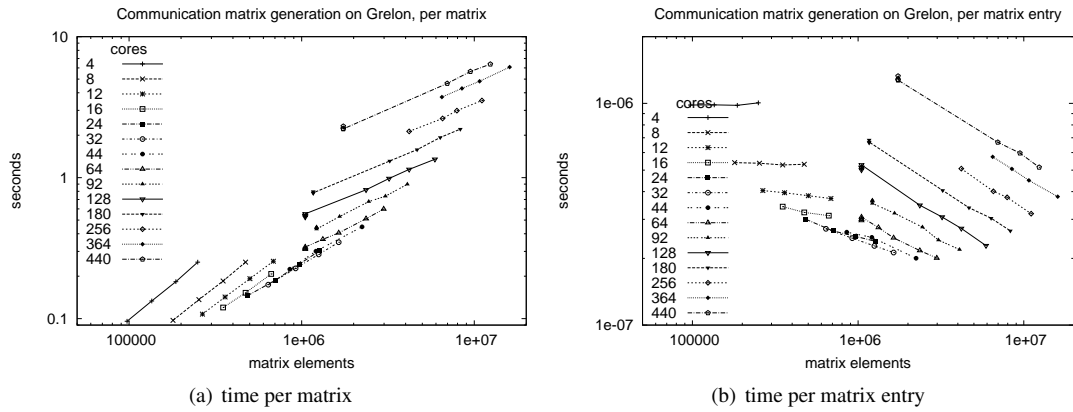 Communication matrix generation on Grelon, per matrix
10
1
0.1
seconds
cores
4
8
12
16
24
32
44
64
92
128
180
256
364
440
100000
1e+06
1e+07
matrix elements
(a) time per matrix
Communication matrix generation on Grelon, per matrix entry
1e-06
1e-07
seconds
cores
4
8
12
16
24
32
44
64
92
128
180
256
364
440
100000
1e+06
1e+07
matrix elements
(b) time per matrix entry